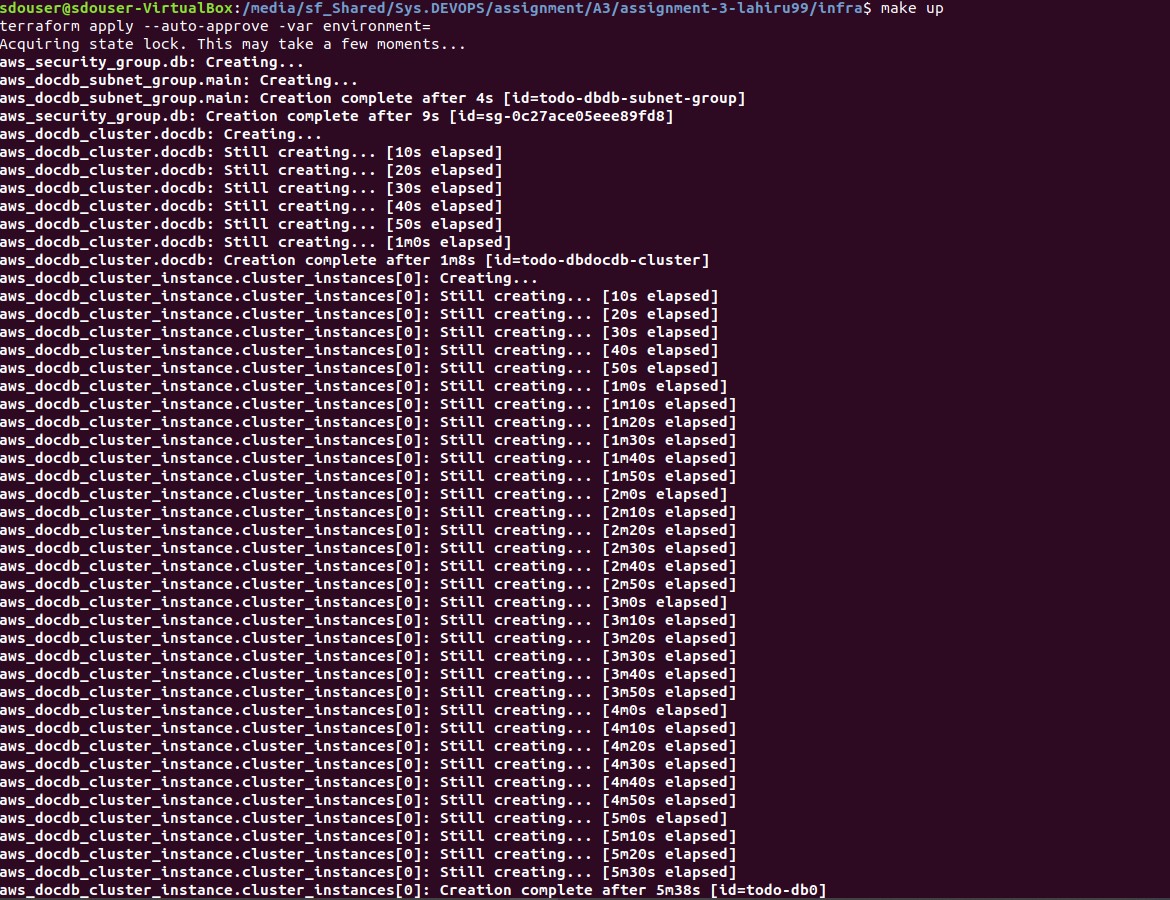 sdouser@sdouser-VirtualBox:/media/sf_Shared/Sys.DEVOPS/assignment/A3/assignment-3-lahiru99/infra$ make up
terraform apply --auto-approve -var environment=
Acquiring state lock. This may take a few moments...
aws_security_group.db: Creating...
aws_docdb_subnet_group.main: Creating...
aws_docdb_subnet_group.main: Creation complete after 4s [id=todo-dbdb-subnet-group]
aws_security_group.db: Creation complete after 9s [id=sg-0c27ace05eee89fd8]
aws_docdb_cluster.docdb: Creating...
aws_docdb_cluster.docdb: Still creating... [10s elapsed]
aws_docdb_cluster.docdb: Still creating... [20s elapsed]
aws_docdb_cluster.docdb: Still creating... [30s elapsed]
aws_docdb_cluster.docdb: Still creating... [40s elapsed]
aws_docdb_cluster.docdb: Still creating... [50s elapsed]
aws_docdb_cluster.docdb: Still creating... [1m0s elapsed]
aws_docdb_cluster.docdb: Creation complete after 1m8s [id=todo-dbdocdb-cluster]
aws_docdb_cluster_instance.cluster_instances[0]: Creating...
aws_docdb_cluster_instance.cluster_instances[0]: Still creating... [10s elapsed]
aws_docdb_cluster_instance.cluster_instances[0]: Still creating... [20s elapsed]
aws_docdb_cluster_instance.cluster_instances[0]: Still creating... [30s elapsed]
aws_docdb_cluster_instance.cluster_instances[0]: Still creating... [40s elapsed]
aws_docdb_cluster_instance.cluster_instances[0]: Still creating... [50s elapsed]
aws_docdb_cluster_instance.cluster_instances[0]: Still creating... [1m0s elapsed]
aws_docdb_cluster_instance.cluster_instances[0]: Still creating... [1m10s elapsed]
aws_docdb_cluster_instance.cluster_instances[0]: Still creating... [1m20s elapsed]
aws_docdb_cluster_instance.cluster_instances[0]: Still creating... [1m30s elapsed]
aws_docdb_cluster_instance.cluster_instances[0]: Still creating... [1m40s elapsed]
aws_docdb_cluster_instance.cluster_instances[0]: Still creating... [1m50s elapsed]
aws_docdb_cluster_instance.cluster_instances[0]: Still creating... [2m0s elapsed]
aws_docdb_cluster_instance.cluster_instances[0]: Still creating... [2m10s elapsed]
aws_docdb_cluster_instance.cluster_instances[0]: Still creating... [2m20s elapsed]
aws_docdb_cluster_instance.cluster_instances[0]: Still creating... [2m30s elapsed]
aws_docdb_cluster_instance.cluster_instances[0]: Still creating... [2m40s elapsed]
aws_docdb_cluster_instance.cluster_instances[0]: Still creating... [2m50s elapsed]
aws_docdb_cluster_instance.cluster_instances[0]: Still creating... [3m0s elapsed]
aws_docdb_cluster_instance.cluster_instances[0]: Still creating... [3m10s elapsed]
aws_docdb_cluster_instance.cluster_instances[0]: Still creating... [3m20s elapsed]
aws_docdb_cluster_instance.cluster_instances[0]: Still creating... [3m30s elapsed]
aws_docdb_cluster_instance.cluster_instances[0]: Still creating... [3m40s elapsed]
aws_docdb_cluster_instance.cluster_instances[0]: Still creating... [3m50s elapsed]
aws_docdb_cluster_instance.cluster_instances[0]: Still creating... [4m0s elapsed]
aws_docdb_cluster_instance.cluster_instances[0]: Still creating... [4m10s elapsed]
aws_docdb_cluster_instance.cluster_instances[0]: Still creating... [4m20s elapsed]
aws_docdb_cluster_instance.cluster_instances[0]: Still creating... [4m30s elapsed]
aws_docdb_cluster_instance.cluster_instances[0]: Still creating... [4m40s elapsed]
aws_docdb_cluster_instance.cluster_instances[0]: Still creating... [4m50s elapsed]
aws_docdb_cluster_instance.cluster_instances[0]: Still creating... [5m0s elapsed]
aws_docdb_cluster_instance.cluster_instances[0]: Still creating... [5m10s elapsed]
aws_docdb_cluster_instance.cluster_instances[0]: Still creating... [5m20s elapsed]
aws_docdb_cluster_instance.cluster_instances[0]: Still creating... [5m30s elapsed]
aws_docdb_cluster_instance.cluster_instances[0]: Creation complete after 5m38s [id=todo-db0]